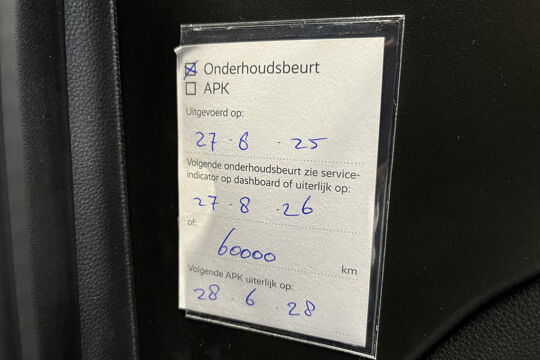 Onderhoudsbeurt
APK
Uitgevoerd op:
27 - 8 - 25
Volgende onderhoudsbeurt zie service-
indicator op dashboard of uiterlijk op:
27 - 8 - 26
of:
60000 km
Volgende APK uiterlijk op:
28 - 6 - 28